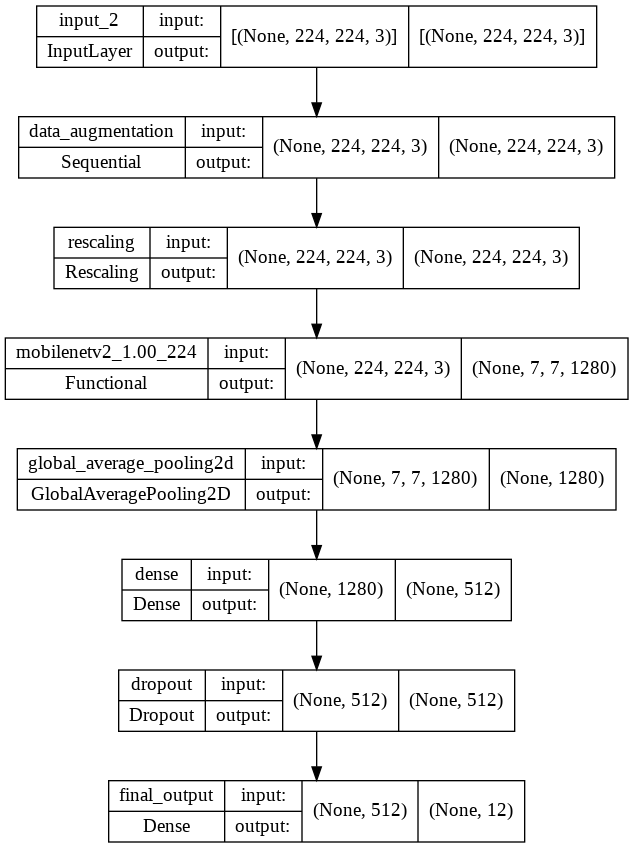 input_2 input: [(None, 224, 224, 3)] [(None, 224, 224, 3)]
InputLayer output:
data_augmentation input: (None, 224, 224, 3) (None, 224, 224, 3)
Sequential output:
rescaling input: (None, 224, 224, 3) (None, 224, 224, 3)
Rescaling output:
mobilenetv2_1.00_224 input: (None, 224, 224, 3) (None, 7, 7, 1280)
Functional output:
global_average_pooling2d input: (None, 7, 7, 1280) (None, 1280)
GlobalAveragePooling2D output:
dense input: (None, 1280) (None, 512)
Dense output:
dropout input: (None, 512) (None, 512)
Dropout output:
final_output input: (None, 512) (None, 12)
Dense output: